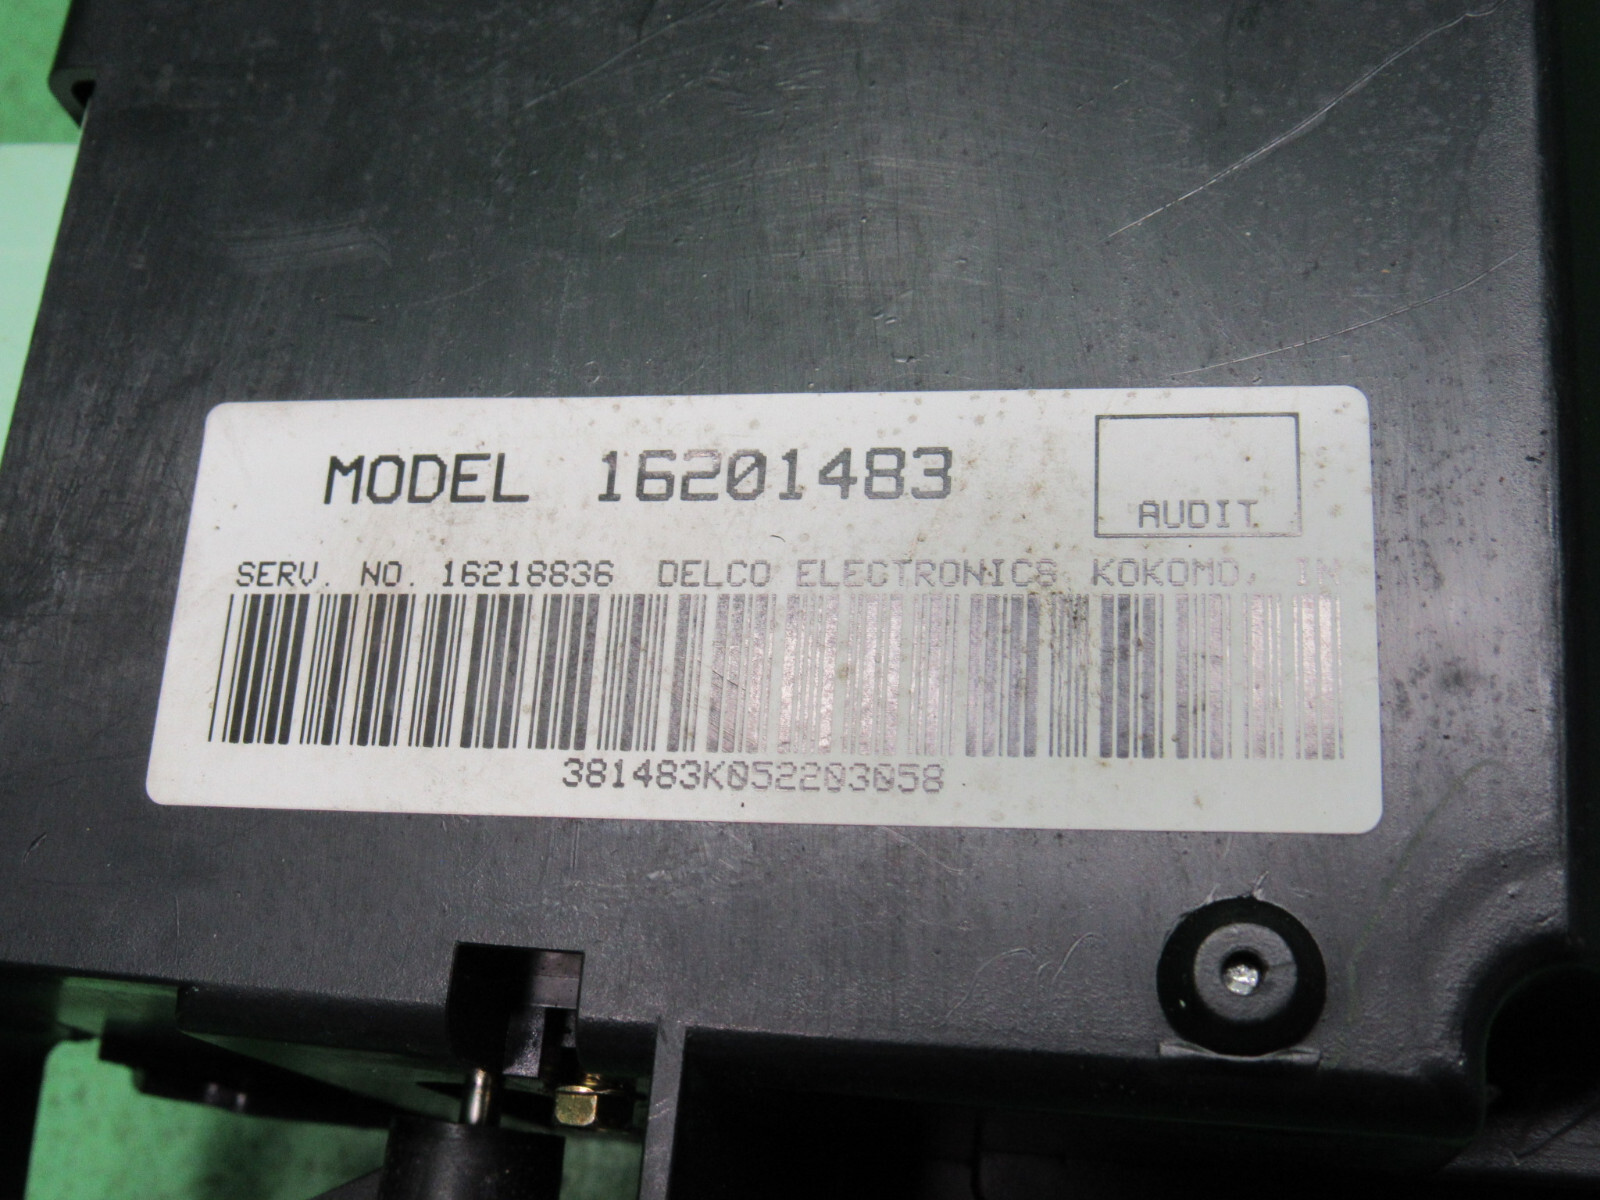 MODEL 16201483
AUDIT
SERV. NO. 16218836 DELCO ELECTRONICS KOKOMO, IN
381483K052203058